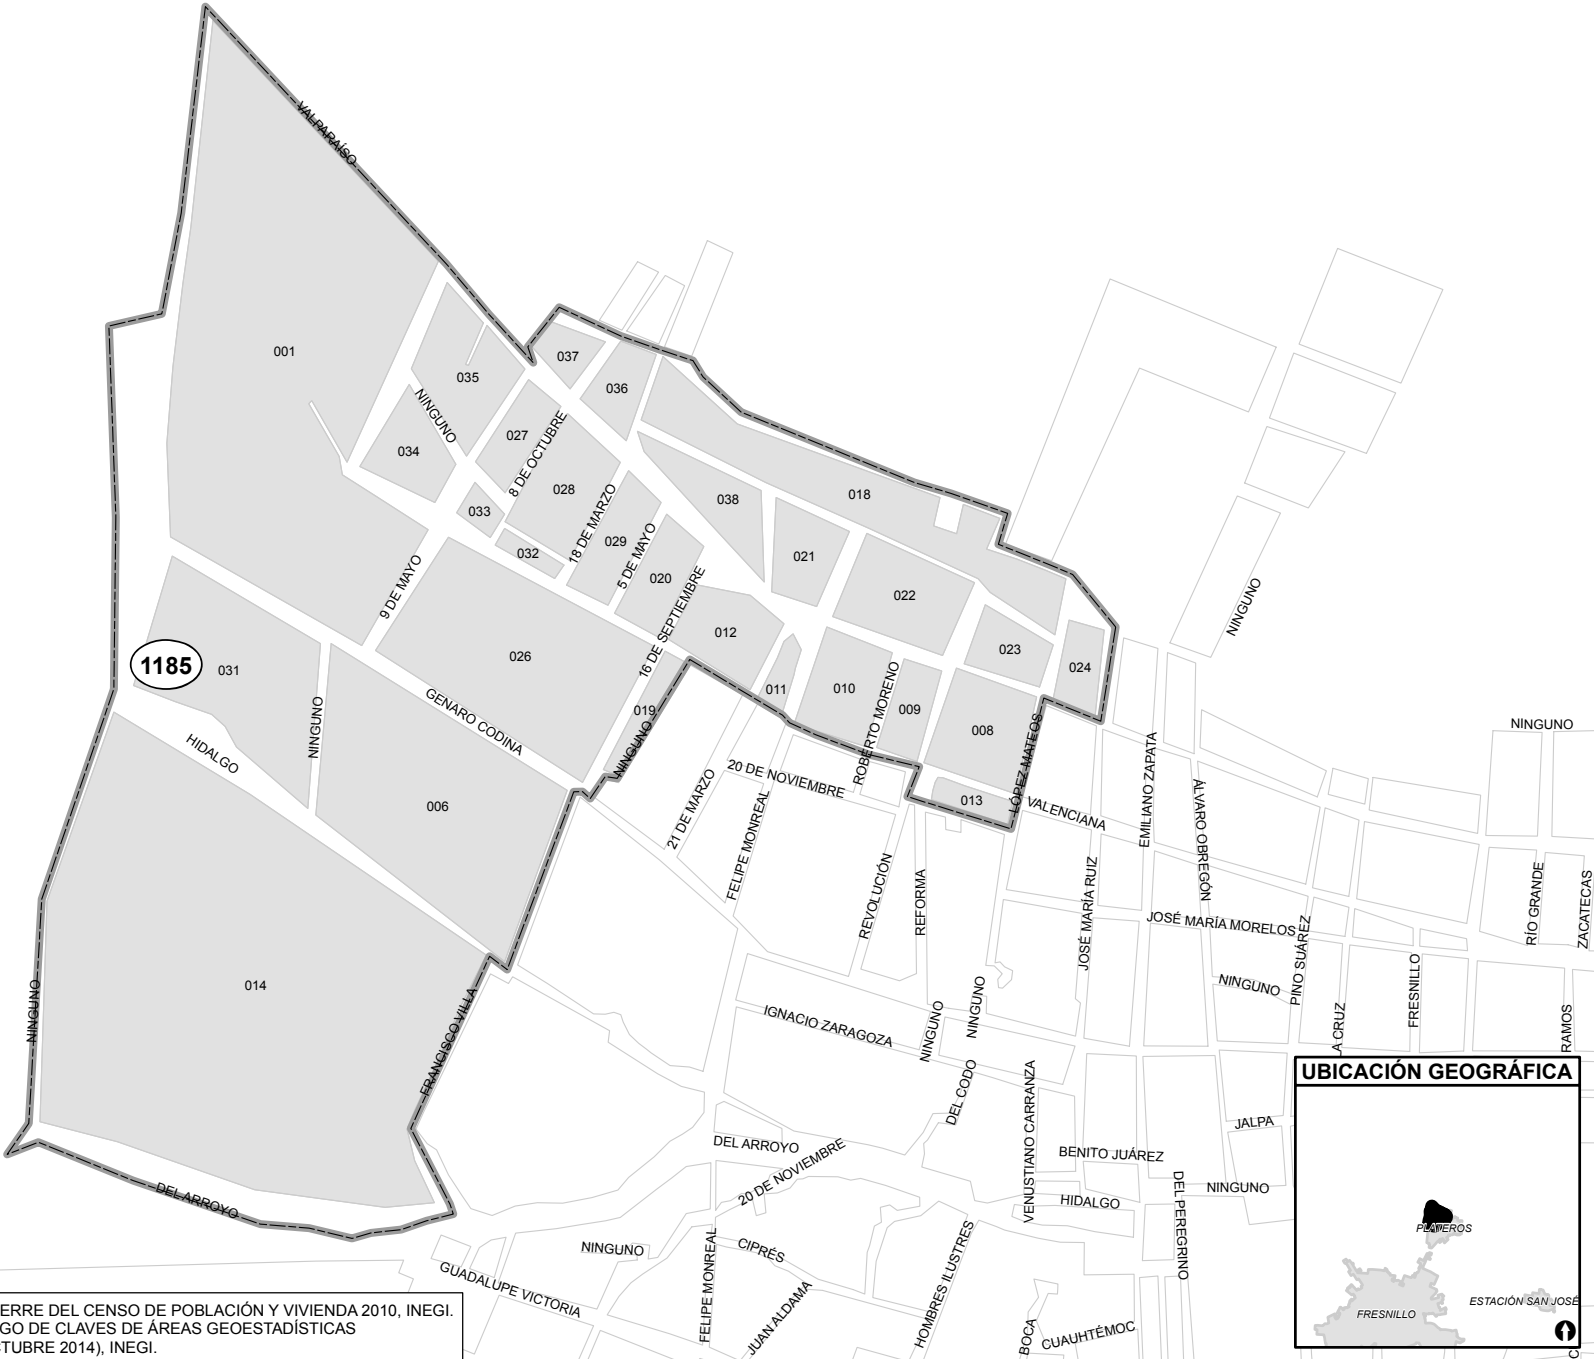 VALPARAÍSO
001
037
035
036
NINGUNO
034
027
8 DE OCTUBRE
028
033
032
18 DE MARZO
029
5 DE MAYO
020
038
018
021
022
9 DE MAYO
16 DE SEPTIEMBRE
012
NINGUNO
023
024
1185
031
026
011
010
ROBERTO MORENO
009
008
019
NINGUNO
GENARO CODINA
NINGUNO
HIDALGO
LÓPEZ MATEOS
EMILIANO ZAPATA
NINGUNO
20 DE NOVIEMBRE
013
VALENCIANA
006
21 DE MARZO
FELIPE MONREAL
ÁLVARO OBREGÓN
REVOLUCIÓN
REFORMA
JOSÉ MARÍA RUIZ
JOSÉ MARÍA MORELOS
PINO SUÁREZ
RÍO GRANDE
ZACATECAS
014
NINGUNO
FRANCISCO VILLA
IGNACIO ZARAGOZA
NINGUNO
NINGUNO
NINGUNO
FRESNILLO
A CRUZ
RAMOS
DEL CODO
VENUSTIANO CARRANZA
JALPA
DEL ARROYO
20 DE NOVIEMBRE
BENITO JUÁREZ
HIDALGO
DEL PEREGRINO
NINGUNO
DEL ARROYO
NINGUNO
FELIPE MONREAL
CIPRÉS
HOMBRES ILUSTRES
GUADALUPE VICTORIA
JUAN ALDAMA
BOCA
CUAUHTÉMOC
UBICACIÓN GEOGRÁFICA
PLATEROS
FRESNILLO
ESTACIÓN SAN JOSÉ
ERRE DEL CENSO DE POBLACIÓN Y VIVIENDA 2010, INEGI.
GO DE CLAVES DE ÁREAS GEOESTADÍSTICAS
CTUBRE 2014), INEGI.